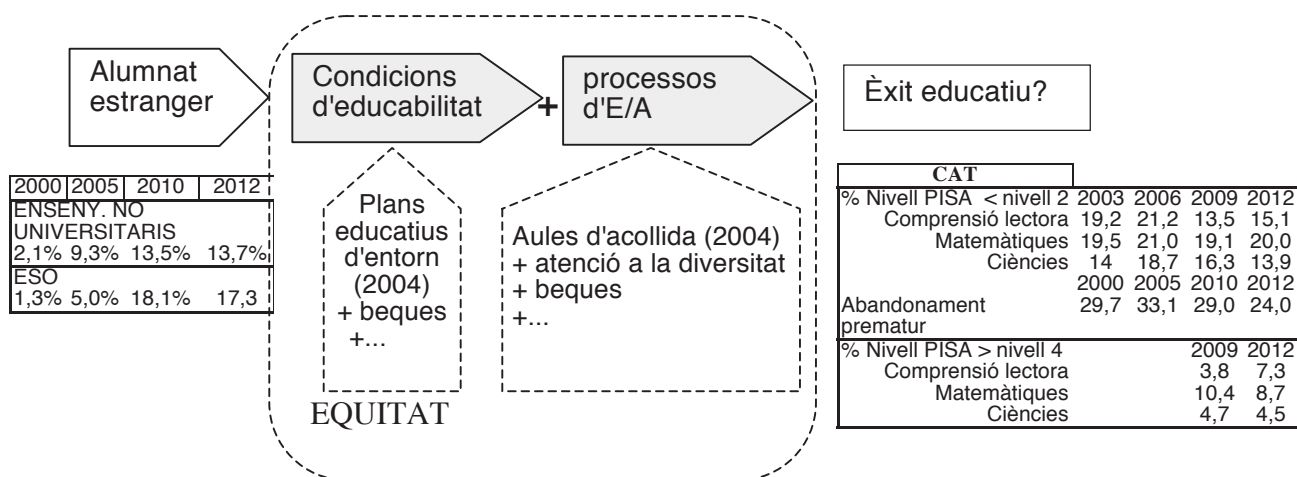 Alumnat
estranger
Condicions
d'educabilitat
+
processos
d'E/A
Èxit educatiu?
2000 2005 2010 2012
ENSENY. NO
UNIVERSITARIS
2,1% 9,3% 13,5% 13,7%
ESO
1,3% 5,0% 18,1% 17,3
Plans
educatius
d'entorn
(2004)
+ beques
+...
Aules d'acollida (2004)
+ atenció a la diversitat
+ beques
+...
EQUITAT
CAT
% Nivell PISA < nivell 2 2003 2006 2009 2012
Comprensió lectora 19,2 21,2 13,5 15,1
Matemàtiques 19,5 21,0 19,1 20,0
Ciències 14 18,7 16,3 13,9
2000 2005 2010 2012
Abandonament 29,7 33,1 29,0 24,0
prematur
% Nivell PISA > nivell 4 2009 2012
Comprensió lectora 3,8 7,3
Matemàtiques 10,4 8,7
Ciències 4,7 4,5